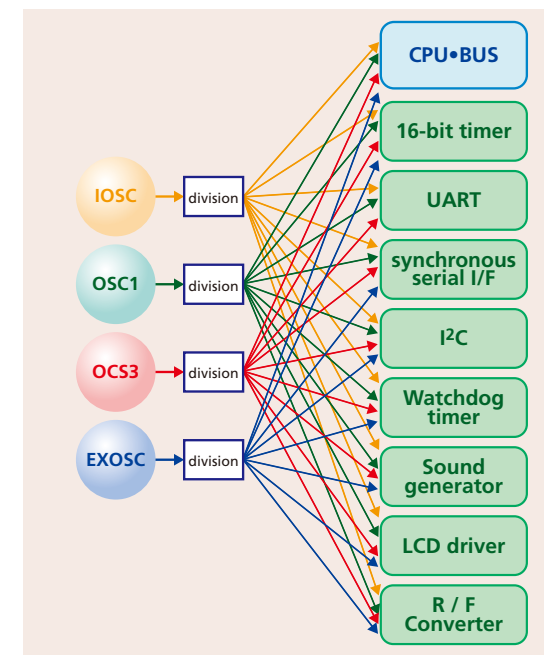 CPU•BUS
16-bit timer
IOSC
division
UART
synchronous
serial I/F
OSC1
division
I²C
OCS3
division
Watchdog
timer
EXOSC
division
Sound
generator
LCD driver
R / F
Converter